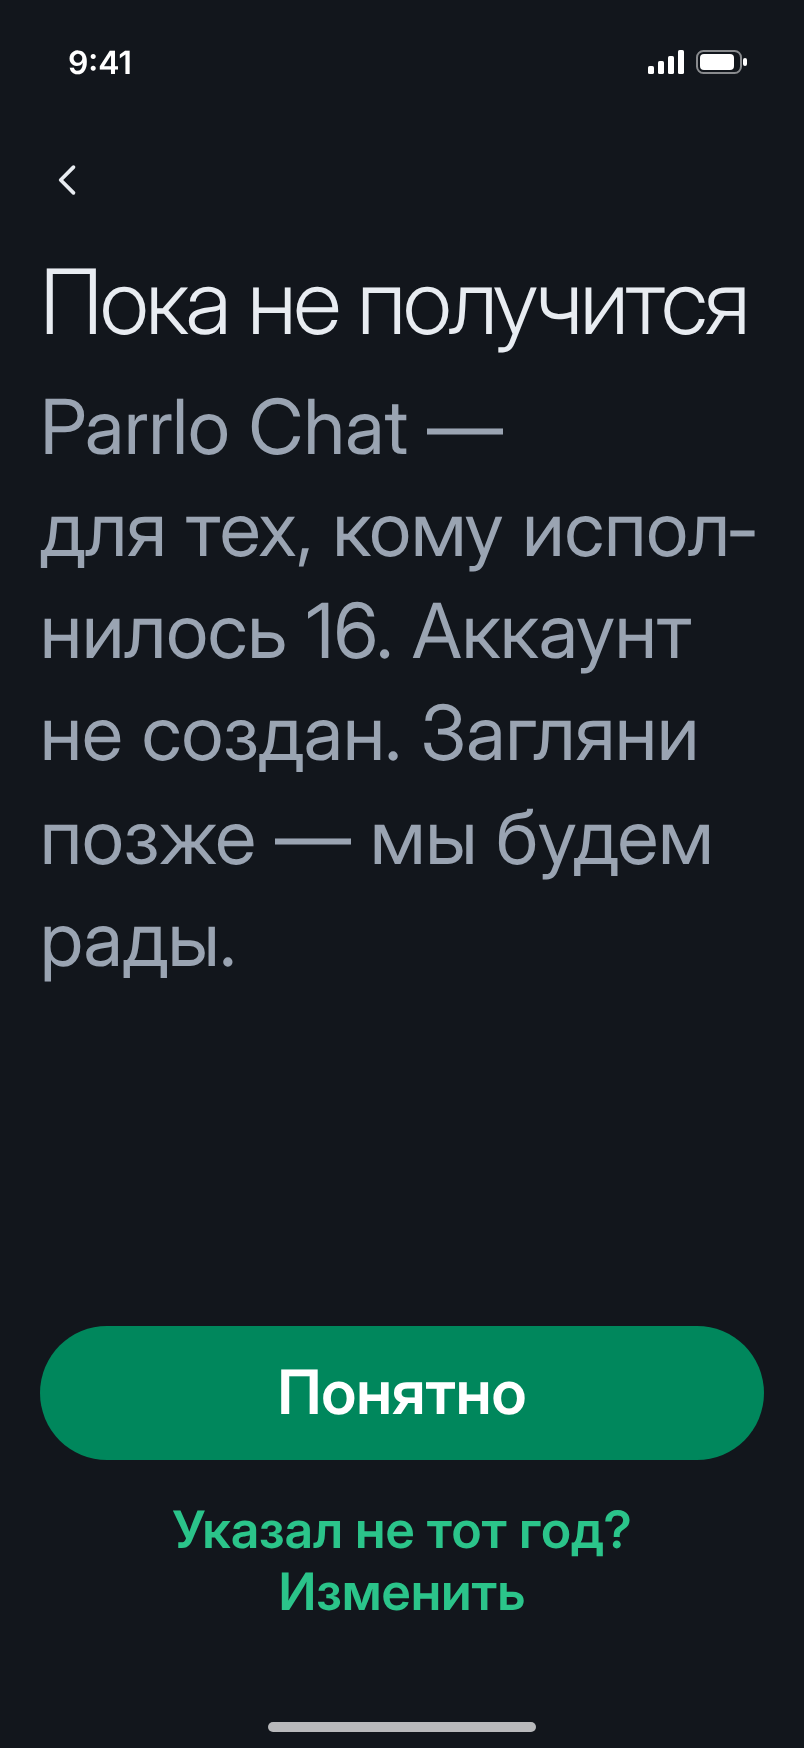 9:41
Пока не получится
Parrlo Chat —
для тех, кому испол-
нилось 16. Аккаунт
не создан. Загляни
позже — мы будем
рады.
Понятно
Указал не тот год?
Изменить